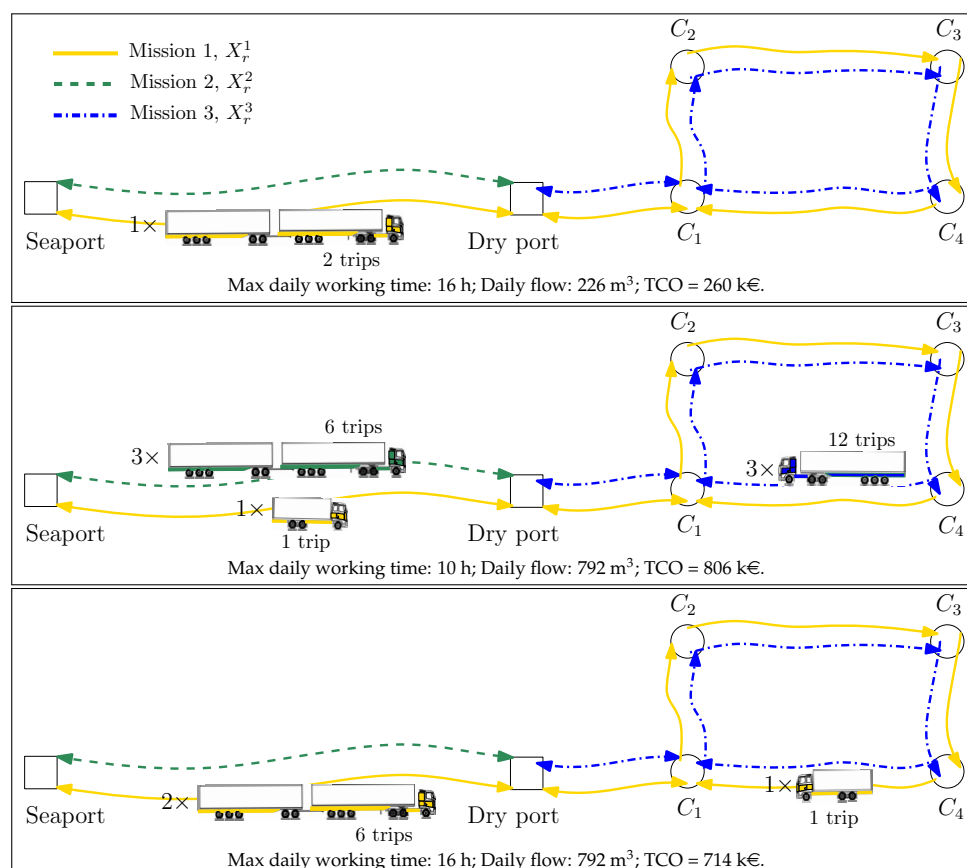 Mission 1, X_r^1
Mission 2, X_r^2
Mission 3, X_r^3
C_2
C_3
1×
Seaport
2 trips
Dry port
C_1
C_4
Max daily working time: 16 h; Daily flow: 226 m³; TCO = 260 k€.
C_2
C_3
6 trips
12 trips
3×
3×
1×
Seaport
1 trip
Dry port
C_1
C_4
Max daily working time: 10 h; Daily flow: 792 m³; TCO = 806 k€.
C_2
C_3
2×
1×
Seaport
6 trips
Dry port
C_1
1 trip
C_4
Max daily working time: 16 h; Daily flow: 792 m³; TCO = 714 k€.